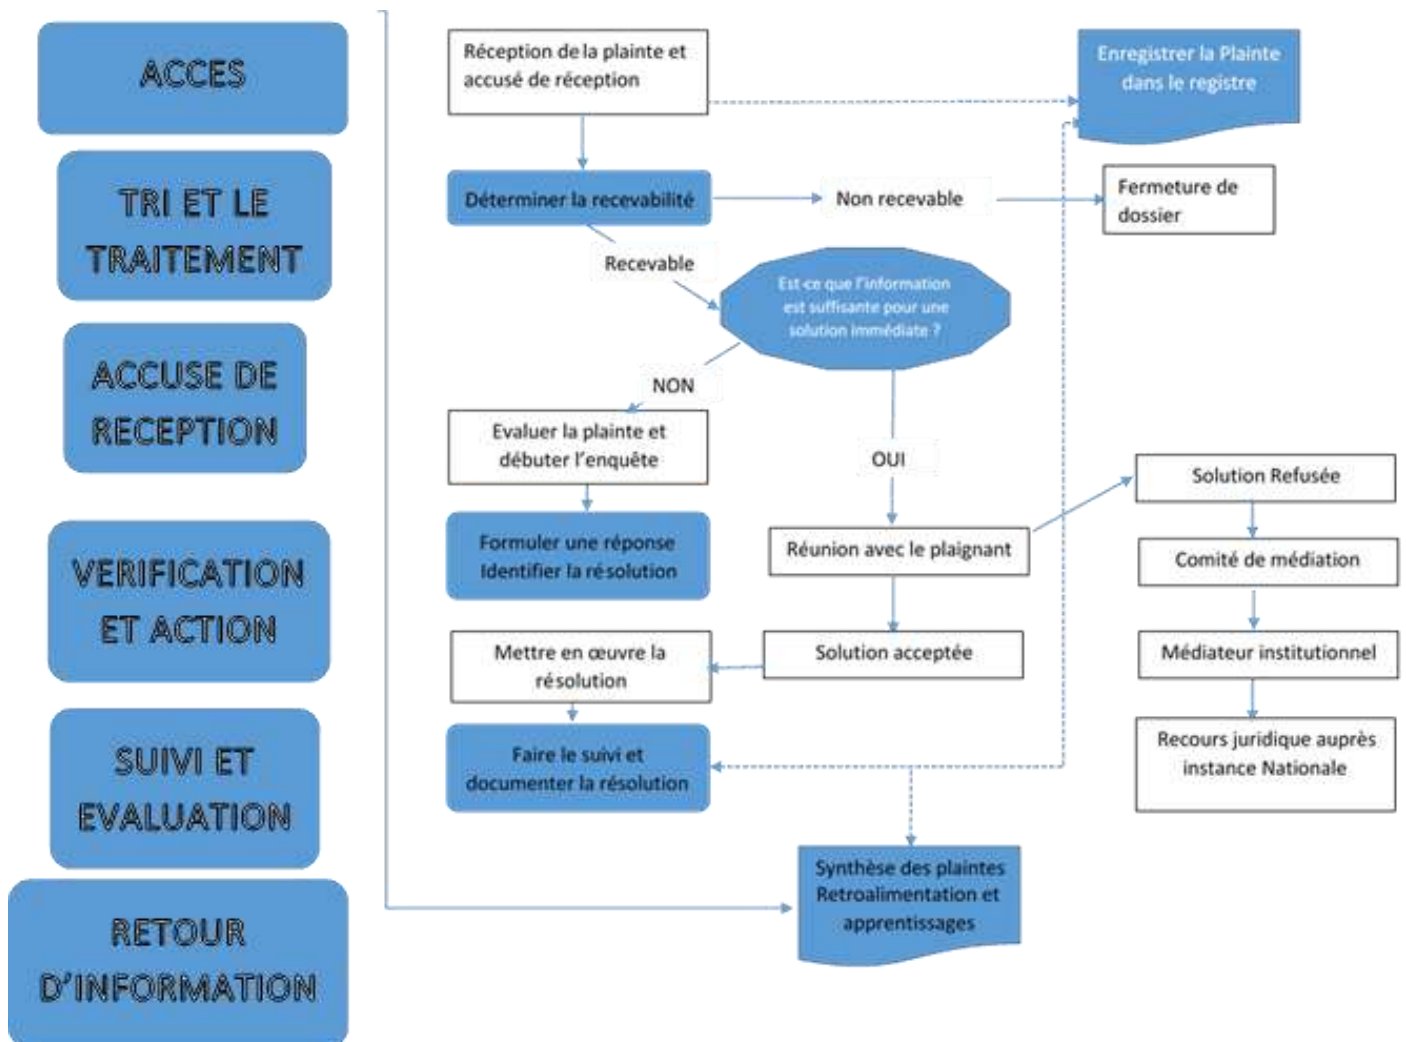 ACCES
TRI ET LE
TRAITEMENT
ACCUSE DE
RECEPTION
VERIFICATION
ET ACTION
SUIVI ET
EVALUATION
RETOUR
D'INFORMATION
Réception de la plainte et
accusé de réception
Enregistrer la Plainte
dans le registre
Déterminer la recevabilité
Non recevable
Fermeture de
dossier
Recevable
Est-ce que l'information
est suffisante pour une
solution immédiate ?
NON
Evaluer la plainte et
débuter l'enquête
OUI
Solution Refusée
Formuler une réponse
Identifier la résolution
Réunion avec le plaignant
Comité de médiation
Mettre en œuvre la
résolution
Solution acceptée
Médiateur institutionnel
Faire le suivi et
documenter la résolution
Recours juridique auprès
instance Nationale
Synthèse des plaintes
Retroalimentation et
apprentissages